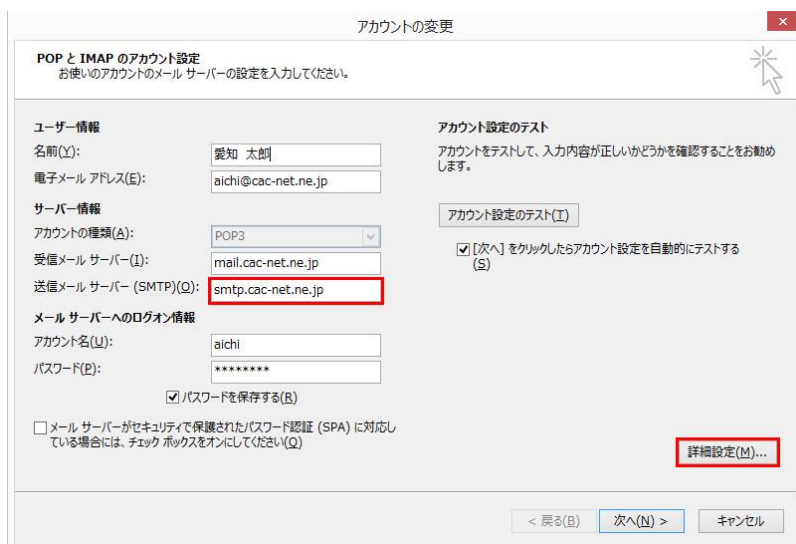 アカウントの変更
POP と IMAP のアカウント設定
お使いのアカウントのメール サーバーの設定を入力してください。
ユーザー情報
名前(Y):
愛知 太郎
電子メール アドレス(E):
aichi@cac-net.ne.jp
サーバー情報
アカウントの種類(A):
POP3
受信メール サーバー(I):
mail.cac-net.ne.jp
送信メール サーバー (SMTP)(O):
smtp.cac-net.ne.jp
メール サーバーへのログオン情報
アカウント名(U):
aichi
パスワード(P):
********
パスワードを保存する(R)
メール サーバーがセキュリティで保護されたパスワード認証 (SPA) に対応し
ている場合には、チェック ボックスをオンにしてください(Q)
アカウント設定のテスト
アカウントをテストして、入力内容が正しいかどうかを確認することをお勧め
します。
アカウント設定のテスト(T)
[次へ] をクリックしたらアカウント設定を自動的にテストする
(S)
詳細設定(M)...
< 戻る(B)
次へ(N) >
キャンセル